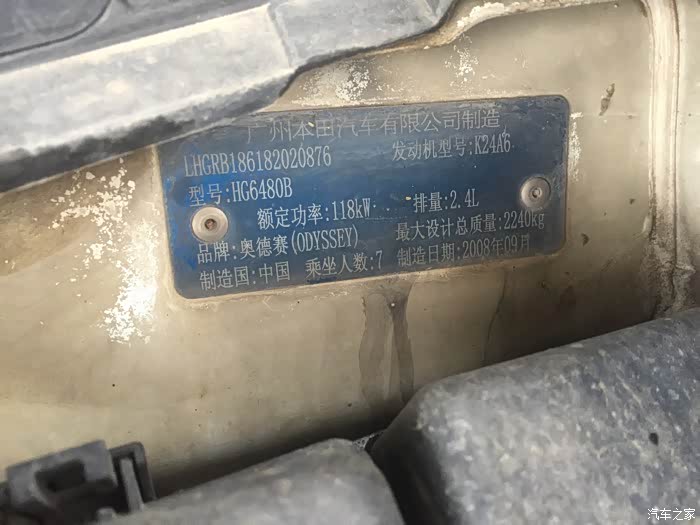 广州本田汽车有限公司制造
LHGRB186182020876 发动机型号:K24A6
型号:HG6480B
额定功率:118kW 排量:2.4L
品牌:奥德赛(ODYSSEY) 最大设计总质量:2240kg
制造国:中国 乘坐人数:7 制造日期:2008年09月
汽车之家